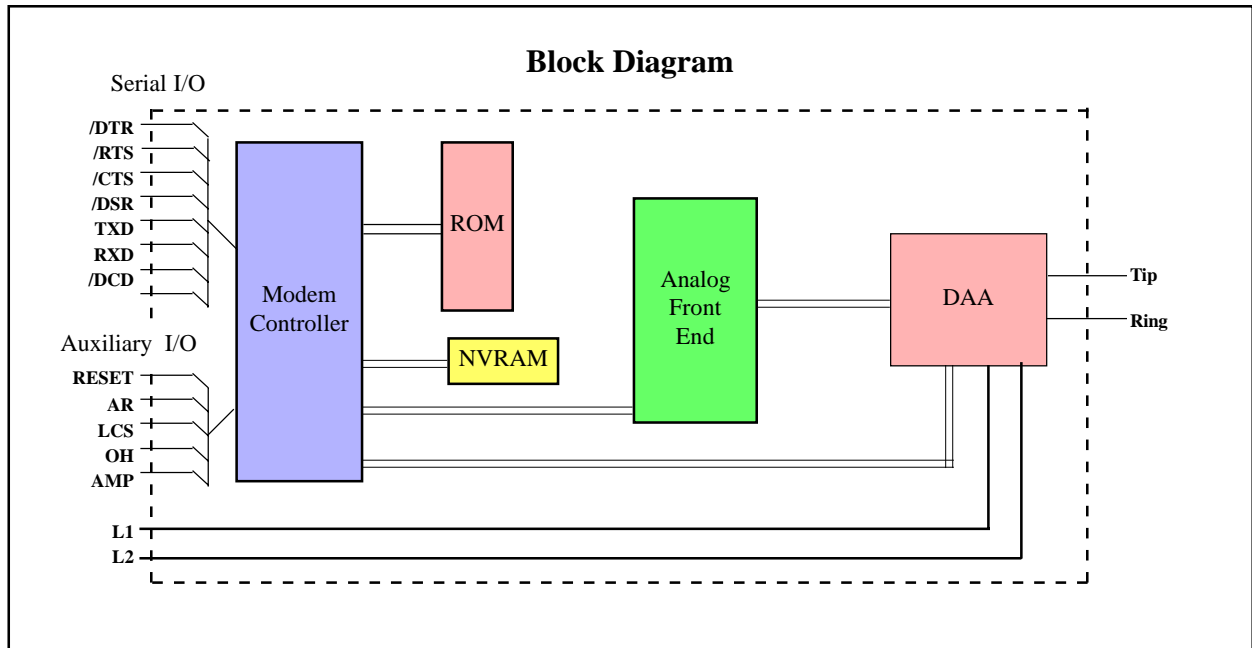 Block Diagram
Serial I/O
/DTR
/RTS
/CTS
/DSR
TXD
RXD
/DCD
Auxiliary I/O
RESET
AR
LCS
OH
AMP
L1
L2
Modem
Controller
ROM
NVRAM
Analog
Front
End
DAA
Tip
Ring